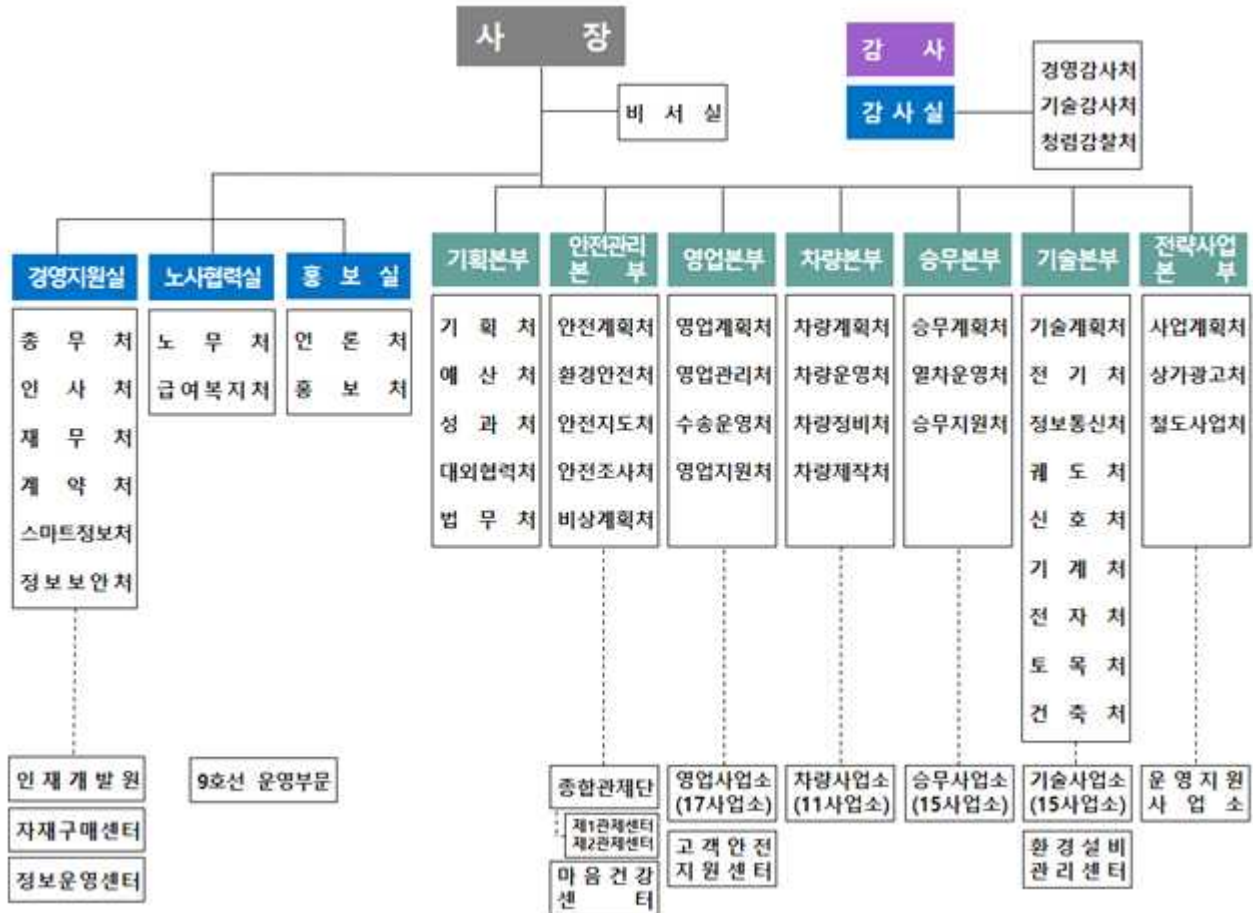 사 장
감 사
비 서 실
감 사 실
경영감사처
기술감사처
청렴감찰처
경영지원실
노사협력실
홍 보 실
기획본부
안전관리
본 부
영업본부
차량본부
승무본부
기술본부
전략사업
본 부
총 무 처
인 사 처
재 무 처
계 약 처
스마트정보처
정보보안처
노 무 처
급여복지처
언 론 처
홍 보 처
기 획 처
예 산 처
성 과 처
대외협력처
법 무 처
안전계획처
환경안전처
안전지도처
안전조사처
비상계획처
영업계획처
영업관리처
수송운영처
영업지원처
차량계획처
차량운영처
차량정비처
차량제작처
승무계획처
열차운영처
승무지원처
기술계획처
전 기 처
정보통신처
궤 도 처
신 호 처
기 계 처
전 자 처
토 목 처
건 축 처
사업계획처
상가광고처
철도사업처
인재개발원
자재구매센터
정보운영센터
9호선 운영부문
종합관제단
제1관제센터
제2관제센터
마음건강
센 터
영업사업소
(17사업소)
고객안전
지원센터
차량사업소
(11사업소)
승무사업소
(15사업소)
기술사업소
(15사업소)
환경설비
관리센터
운영지원
사 업 소